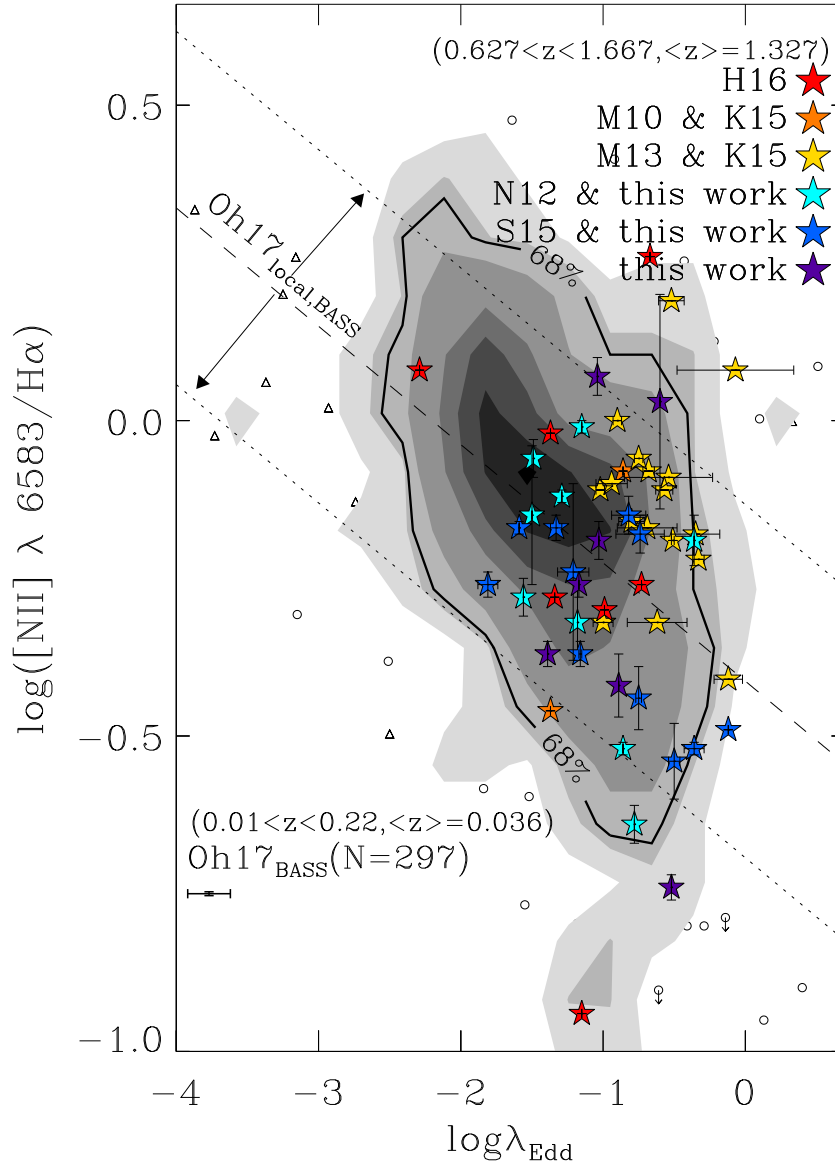 (0.627<z<1.667,<z>=1.327)
H16
M10 & K15
M13 & K15
N12 & this work
S15 & this work
this work
Oh17local,BASS
68%
68%
(0.01<z<0.22,<z>=0.036)
Oh17BASS(N=297)
0.5
0.0
−0.5
−1.0
−4 −3 −2 −1 0
logλEdd
log([NII] λ 6583/Hα)